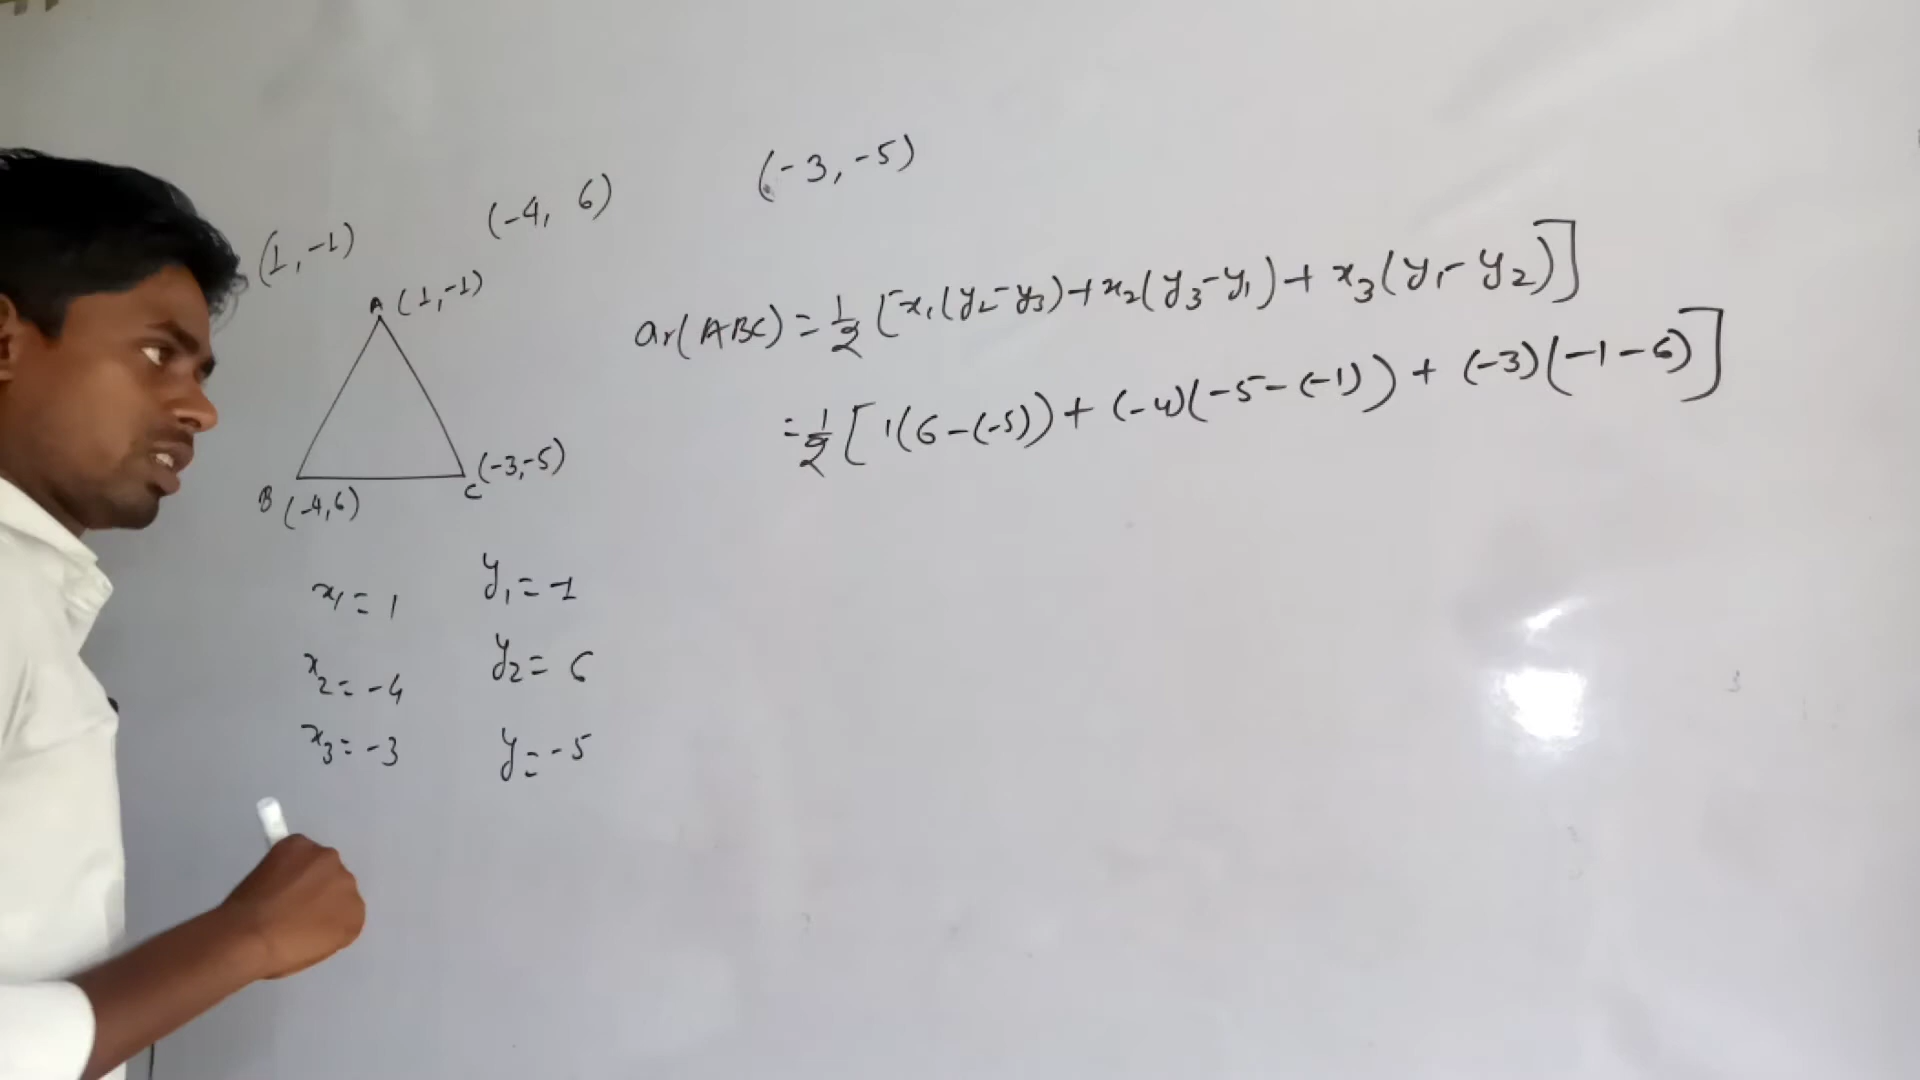 (1, -1) (-4, 6) (-3, -5)
A (1, -1)
B (-4,6)
C (-3,-5)
x₁ = 1 y₁ = -1
x₂ = -4 y₂ = 6
x₃ = -3 y = -5
ar(ABC) = 1/2 [x₁(y₂-y₃)+x₂(y₃-y₁)+x₃(y₁-y₂)]
= 1/2 [1(6-(-5))+(-4)(-5-(-1))+(-3)(-1-6)]